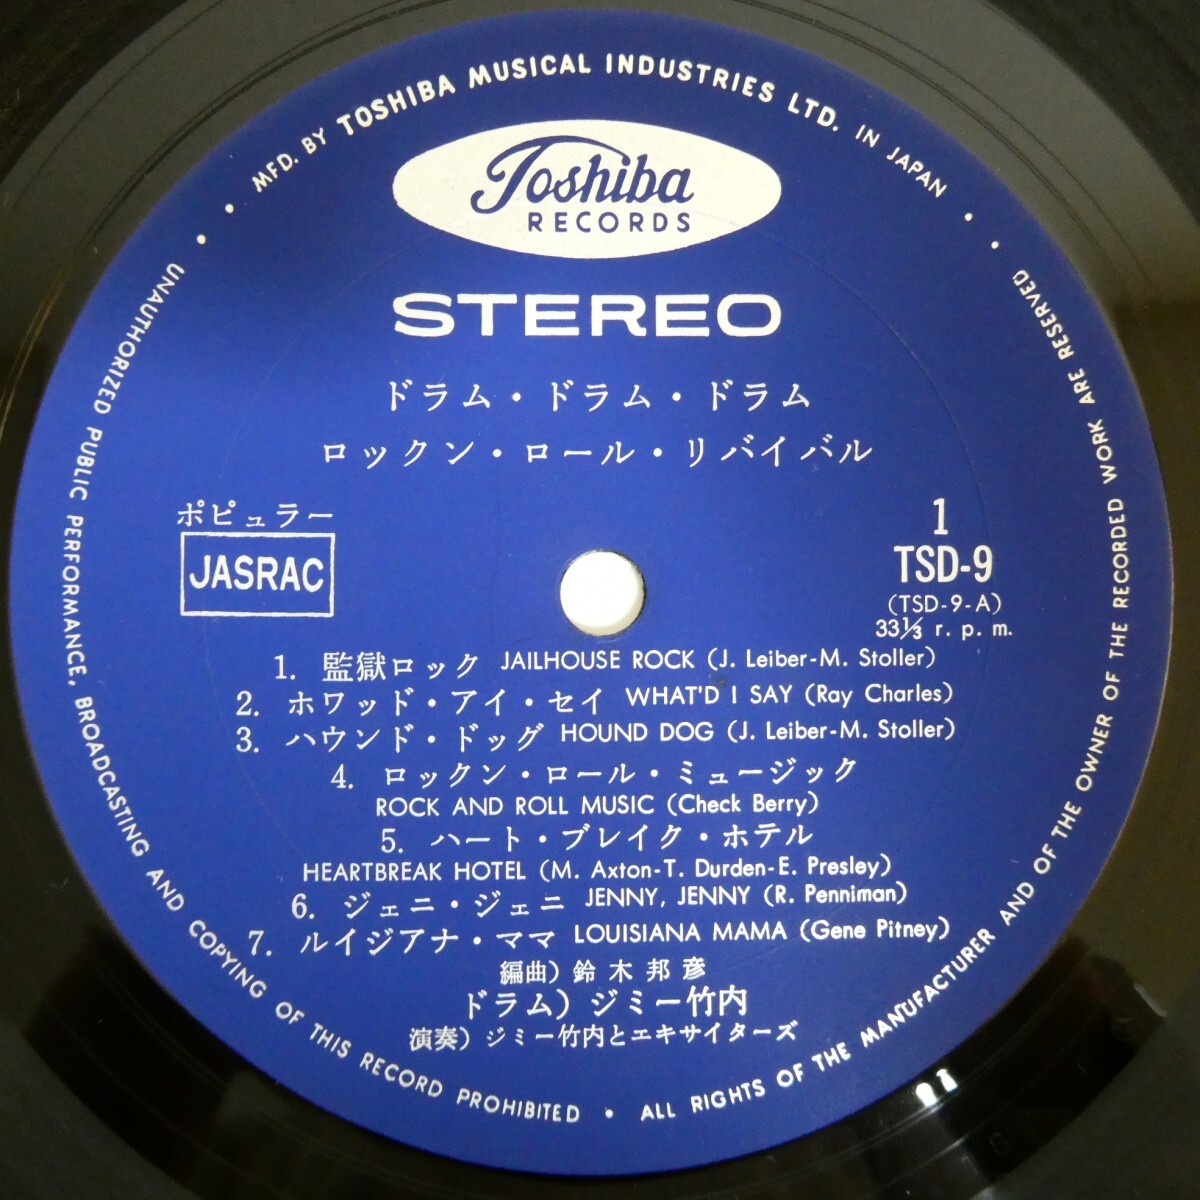 MFD. BY TOSHIBA MUSICAL INDUSTRIES LTD. IN JAPAN
Toshiba
RECORDS
STEREO
ドラム・ドラム・ドラム
ロックン・ロール・リバイバル
ポピュラー
JASRAC
1
TSD-9
(TSD-9-A)
33⅓ r. p. m.
1. 監獄ロック JAILHOUSE ROCK (J. Leiber-M. Stoller)
2. ホワッド・アイ・セイ WHAT'D I SAY (Ray Charles)
3. ハウンド・ドッグ HOUND DOG (J. Leiber-M. Stoller)
4. ロックン・ロール・ミュージック
ROCK AND ROLL MUSIC (Check Berry)
5. ハート・ブレイク・ホテル
HEARTBREAK HOTEL (M. Axton-T. Durden-E. Presley)
6. ジェニ・ジェニ JENNY, JENNY (R. Penniman)
7. ルイジアナ・ママ LOUISIANA MAMA (Gene Pitney)
編曲) 鈴木邦彦
ドラム) ジミー竹内
演奏) ジミー竹内とエキサイターズ
UNAUTHORIZED PUBLIC PERFORMANCE, BROADCASTING AND COPYING OF THIS RECORD PROHIBITED • ALL RIGHTS OF THE MANUFACTURER AND OF THE OWNER OF THE RECORDED WORK ARE RESERVED